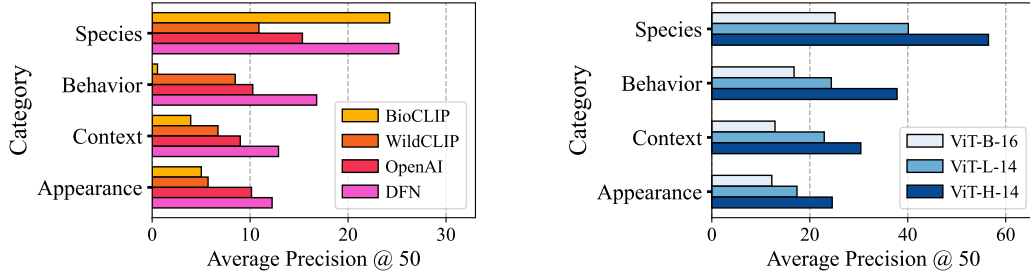 Category
Species
Behavior
Context
Appearance
BioCLIP
WildCLIP
OpenAI
DFN
0 10 20 30
Average Precision @ 50
Category
Species
Behavior
Context
Appearance
ViT-B-16
ViT-L-14
ViT-H-14
0 20 40 60
Average Precision @ 50